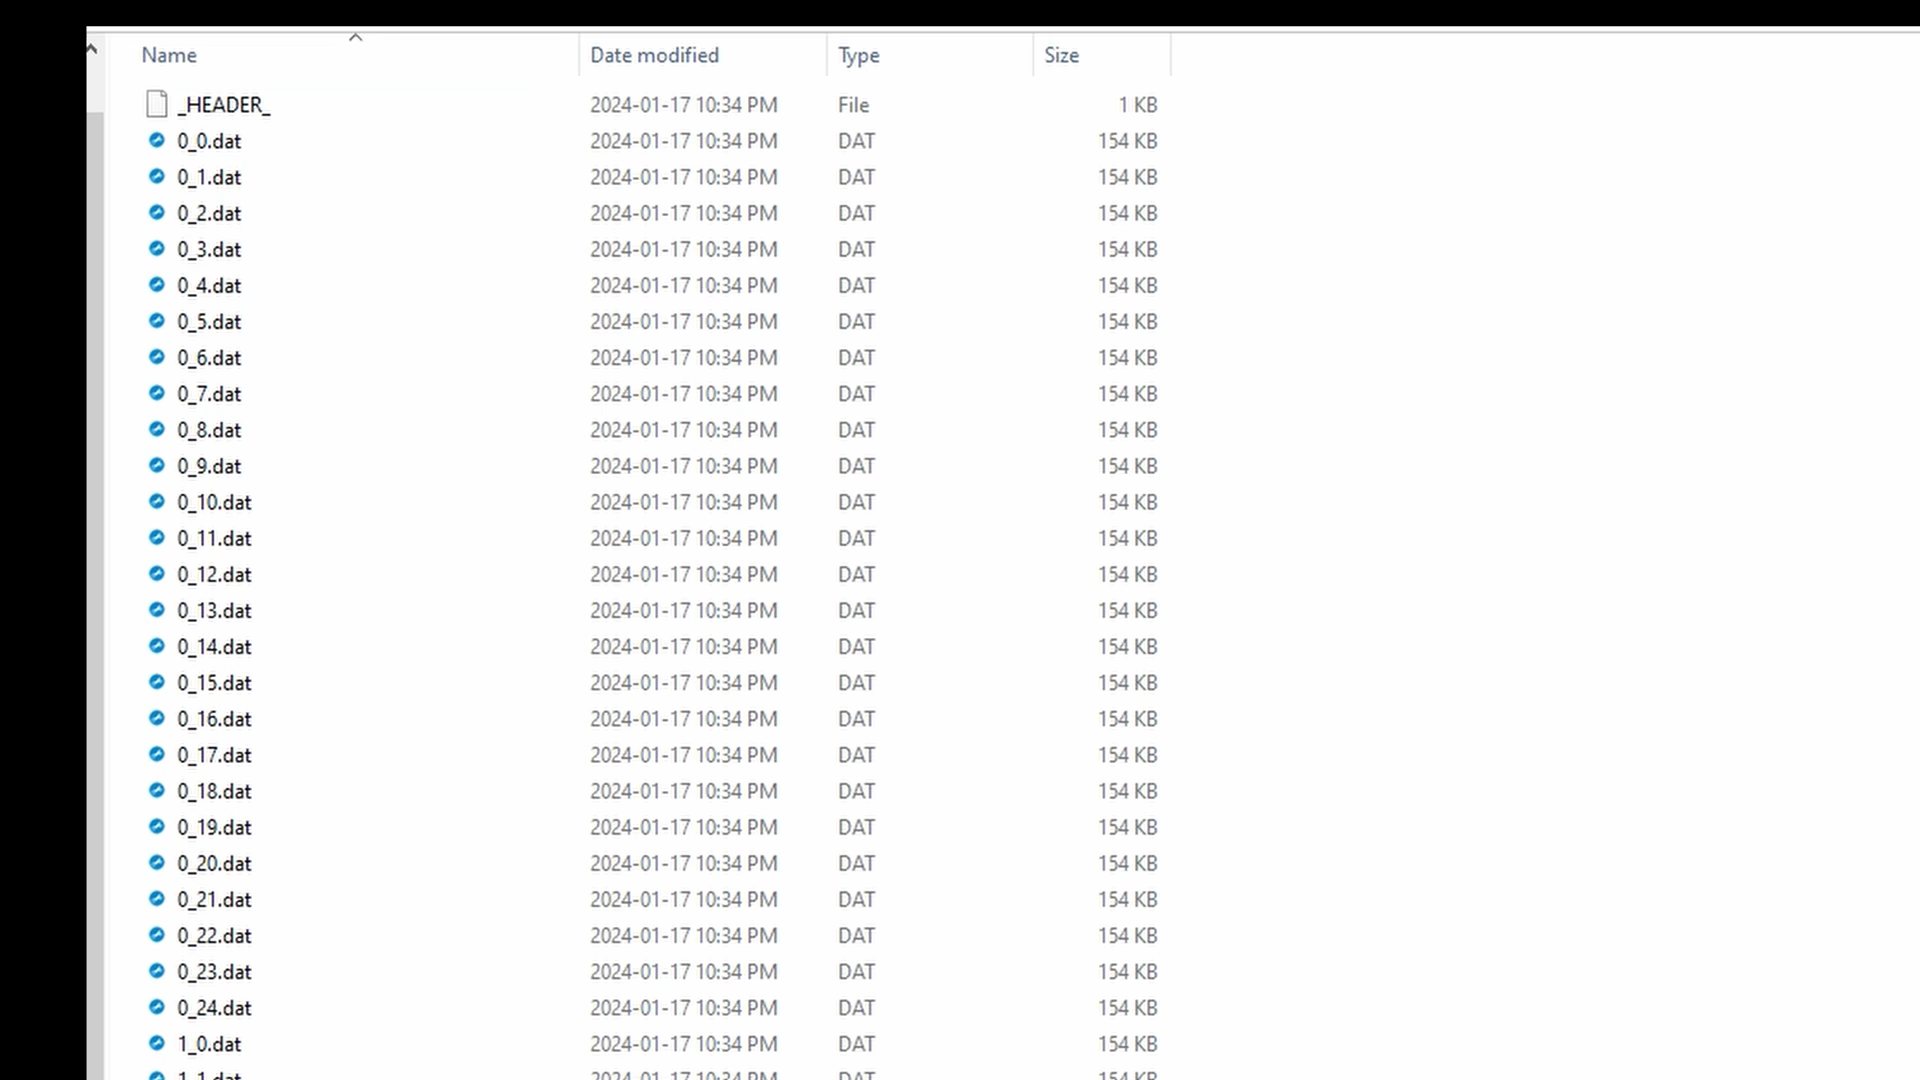 Name Date modified Type Size
_HEADER_ 2024-01-17 10:34 PM File 1 KB
0_0.dat 2024-01-17 10:34 PM DAT 154 KB
0_1.dat 2024-01-17 10:34 PM DAT 154 KB
0_2.dat 2024-01-17 10:34 PM DAT 154 KB
0_3.dat 2024-01-17 10:34 PM DAT 154 KB
0_4.dat 2024-01-17 10:34 PM DAT 154 KB
0_5.dat 2024-01-17 10:34 PM DAT 154 KB
0_6.dat 2024-01-17 10:34 PM DAT 154 KB
0_7.dat 2024-01-17 10:34 PM DAT 154 KB
0_8.dat 2024-01-17 10:34 PM DAT 154 KB
0_9.dat 2024-01-17 10:34 PM DAT 154 KB
0_10.dat 2024-01-17 10:34 PM DAT 154 KB
0_11.dat 2024-01-17 10:34 PM DAT 154 KB
0_12.dat 2024-01-17 10:34 PM DAT 154 KB
0_13.dat 2024-01-17 10:34 PM DAT 154 KB
0_14.dat 2024-01-17 10:34 PM DAT 154 KB
0_15.dat 2024-01-17 10:34 PM DAT 154 KB
0_16.dat 2024-01-17 10:34 PM DAT 154 KB
0_17.dat 2024-01-17 10:34 PM DAT 154 KB
0_18.dat 2024-01-17 10:34 PM DAT 154 KB
0_19.dat 2024-01-17 10:34 PM DAT 154 KB
0_20.dat 2024-01-17 10:34 PM DAT 154 KB
0_21.dat 2024-01-17 10:34 PM DAT 154 KB
0_22.dat 2024-01-17 10:34 PM DAT 154 KB
0_23.dat 2024-01-17 10:34 PM DAT 154 KB
0_24.dat 2024-01-17 10:34 PM DAT 154 KB
1_0.dat 2024-01-17 10:34 PM DAT 154 KB
1_1.dat 2024-01-17 10:34 PM DAT 154 KB